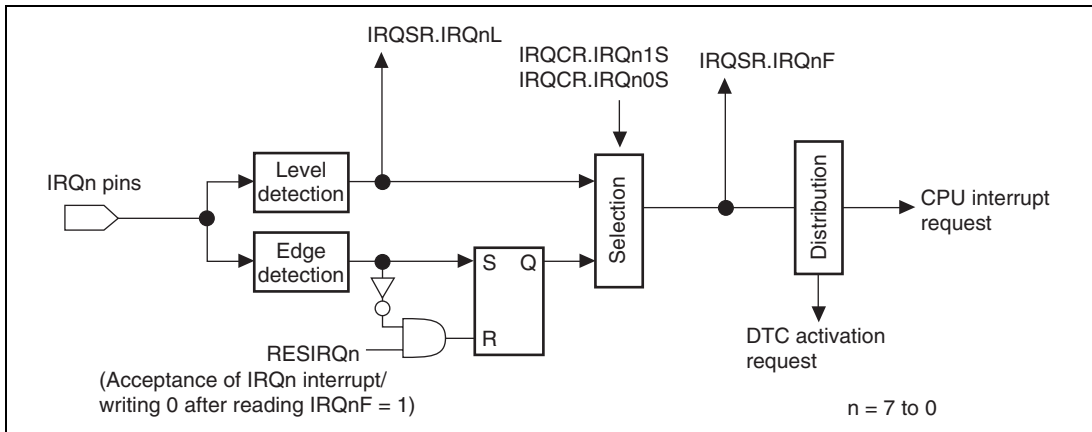 IRQSR.IRQnL
IRQCR.IRQn1S
IRQCR.IRQn0S
IRQSR.IRQnF
IRQn pins
Level
detection
Edge
detection
S Q
R
Selection
Distribution
CPU interrupt
request
DTC activation
request
RESIRQn
(Acceptance of IRQn interrupt/
writing 0 after reading IRQnF = 1)
n = 7 to 0